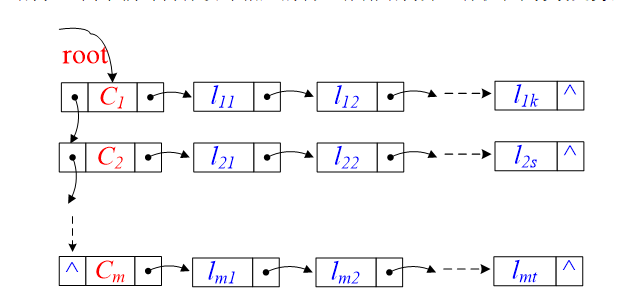 root
C1 l11 l12 l1k ^
C2 l21 l22 l2s ^
^ Cm lm1 lm2 lmt ^